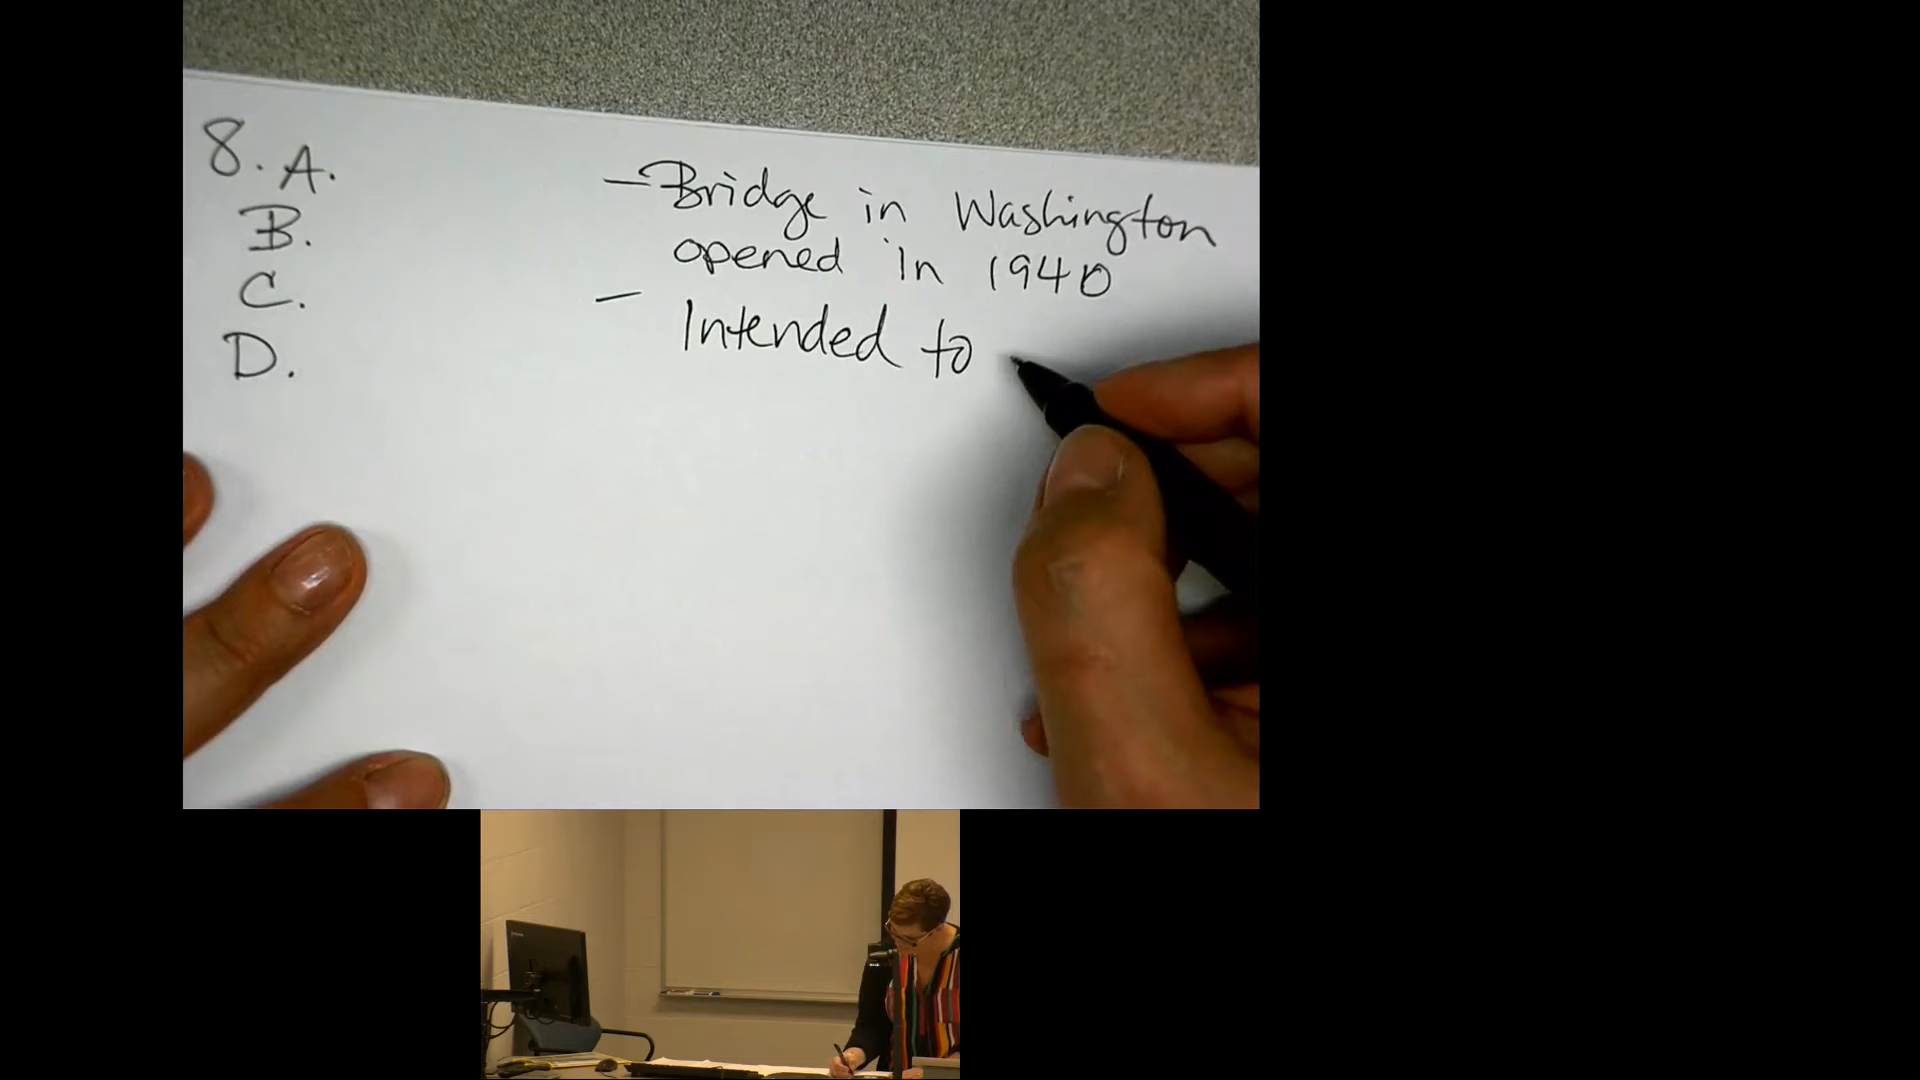 8. A.
B.
C.
D.
– Bridge in Washington
opened in 1940
– Intended to